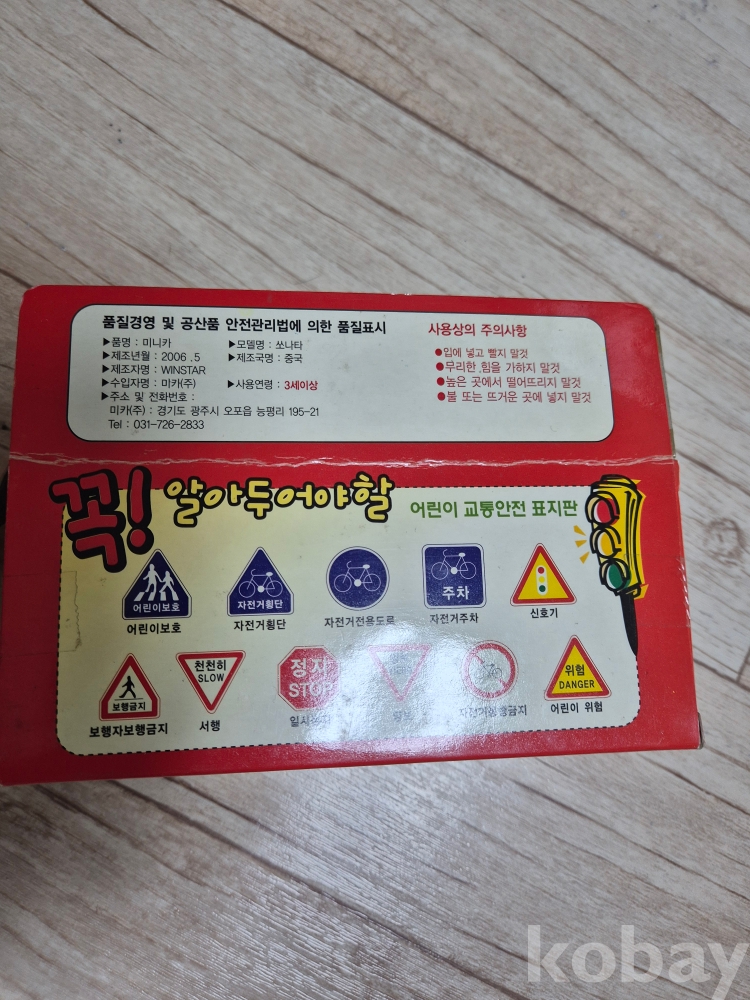 품질경영 및 공산품 안전관리법에 의한 품질표시
▶품명 : 미니카 ▶모델명 : 쏘나타
▶제조년월 : 2006 .5 ▶제조국명 : 중국
▶제조자명 : WINSTAR
▶수입자명 : 미카(주) ▶사용연령 : 3세이상
▶주소 및 전화번호 :
미카(주) : 경기도 광주시 오포읍 능평리 195-21
Tel : 031-726-2833
사용상의 주의사항
●입에 넣고 빨지 말것
●무리한 힘을 가하지 말것
●높은 곳에서 떨어뜨리지 말것
●불 또는 뜨거운 곳에 넣지 말것
꼭! 알아두어야할 어린이 교통안전 표지판
어린이보호
자전거횡단
주차
어린이보호 자전거횡단 자전거전용도로 자전거주차 신호기
보행금지
천천히
SLOW
정지
STOP
위험
DANGER
보행자보행금지 서행 어린이 위험
kobay